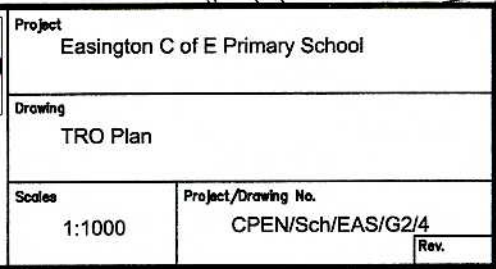 Project
Easington C of E Primary School
Drawing
TRO Plan
Scales
1:1000
Project/Drawing No.
CPEN/Sch/EAS/G2/4
Rev.